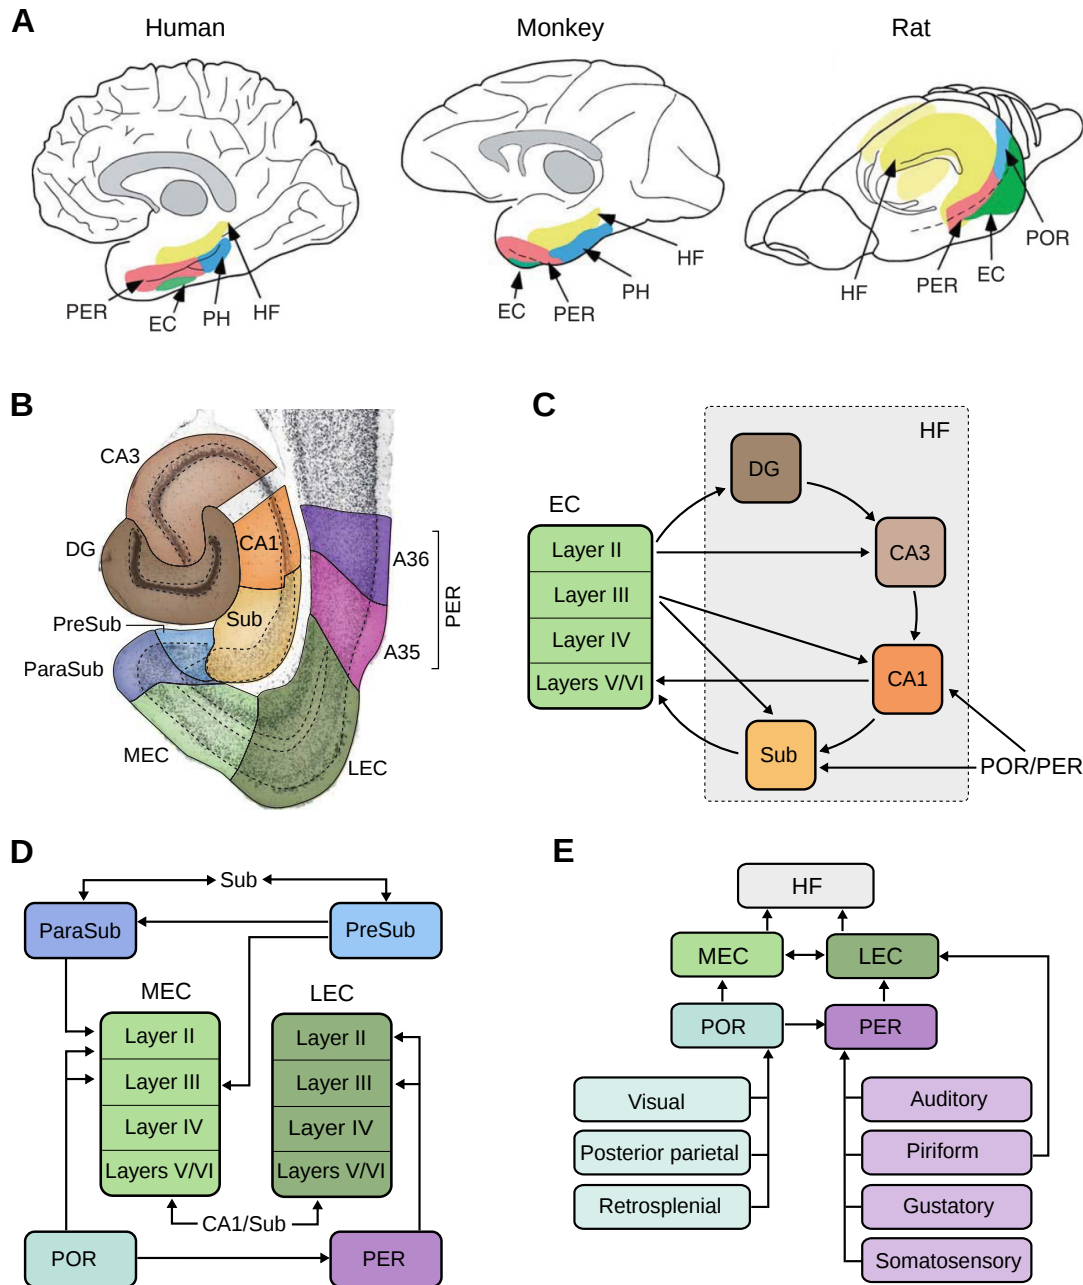 A
Human
Monkey
Rat
PER
EC
PH
HF
EC
PER
PH
HF
HF
PER
EC
POR
B
CA3
DG
CA1
Sub
PreSub
ParaSub
MEC
LEC
A36
A35
PER
C
HF
EC
Layer II
Layer III
Layer IV
Layers V/VI
DG
CA3
CA1
Sub
POR/PER
D
Sub
ParaSub
PreSub
MEC
LEC
Layer II
Layer III
Layer IV
Layers V/VI
Layer II
Layer III
Layer IV
Layers V/VI
CA1/Sub
POR
PER
E
HF
MEC
LEC
POR
PER
Visual
Posterior parietal
Retrosplenial
Auditory
Piriform
Gustatory
Somatosensory